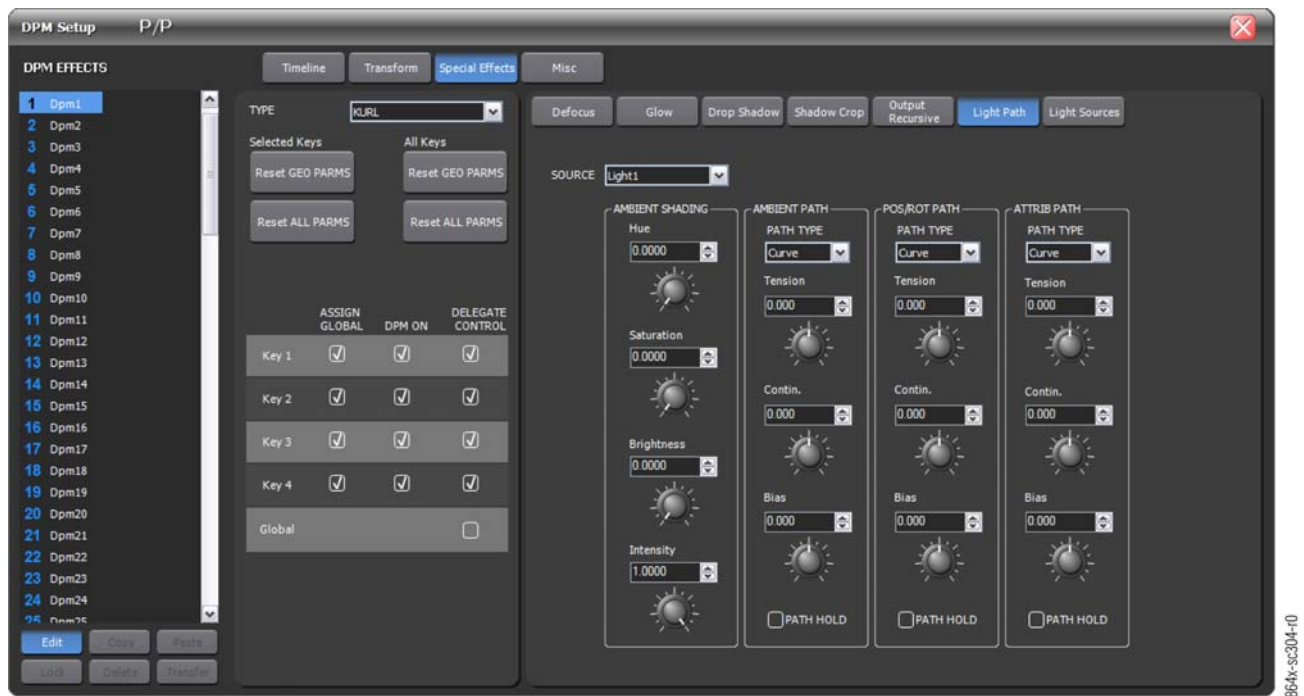 DPM Setup P/P
DPM EFFECTS
Timeline Transform Special Effects Misc
1 Dpm1
2 Dpm2
3 Dpm3
4 Dpm4
5 Dpm5
6 Dpm6
7 Dpm7
8 Dpm8
9 Dpm9
10 Dpm10
11 Dpm11
12 Dpm12
13 Dpm13
14 Dpm14
15 Dpm15
16 Dpm16
17 Dpm17
18 Dpm18
19 Dpm19
20 Dpm20
21 Dpm21
22 Dpm22
23 Dpm23
24 Dpm24
25 Dpm25
Edit Copy Paste
Lock Delete Transfer
TYPE KURL
Selected Keys All Keys
Reset GEO PARMS Reset GEO PARMS
Reset ALL PARMS Reset ALL PARMS
ASSIGN GLOBAL DPM ON DELEGATE CONTROL
Key 1
Key 2
Key 3
Key 4
Global
Defocus Glow Drop Shadow Shadow Crop Output Recursive Light Path Light Sources
SOURCE Light1
AMBIENT SHADING
Hue
0.0000
Saturation
0.0000
Brightness
0.0000
Intensity
1.0000
AMBIENT PATH
PATH TYPE
Curve
Tension
0.000
Contin.
0.000
Bias
0.000
PATH HOLD
POS/ROT PATH
PATH TYPE
Curve
Tension
0.000
Contin.
0.000
Bias
0.000
PATH HOLD
ATTRIB PATH
PATH TYPE
Curve
Tension
0.000
Contin.
0.000
Bias
0.000
PATH HOLD
864x-sc304-r0